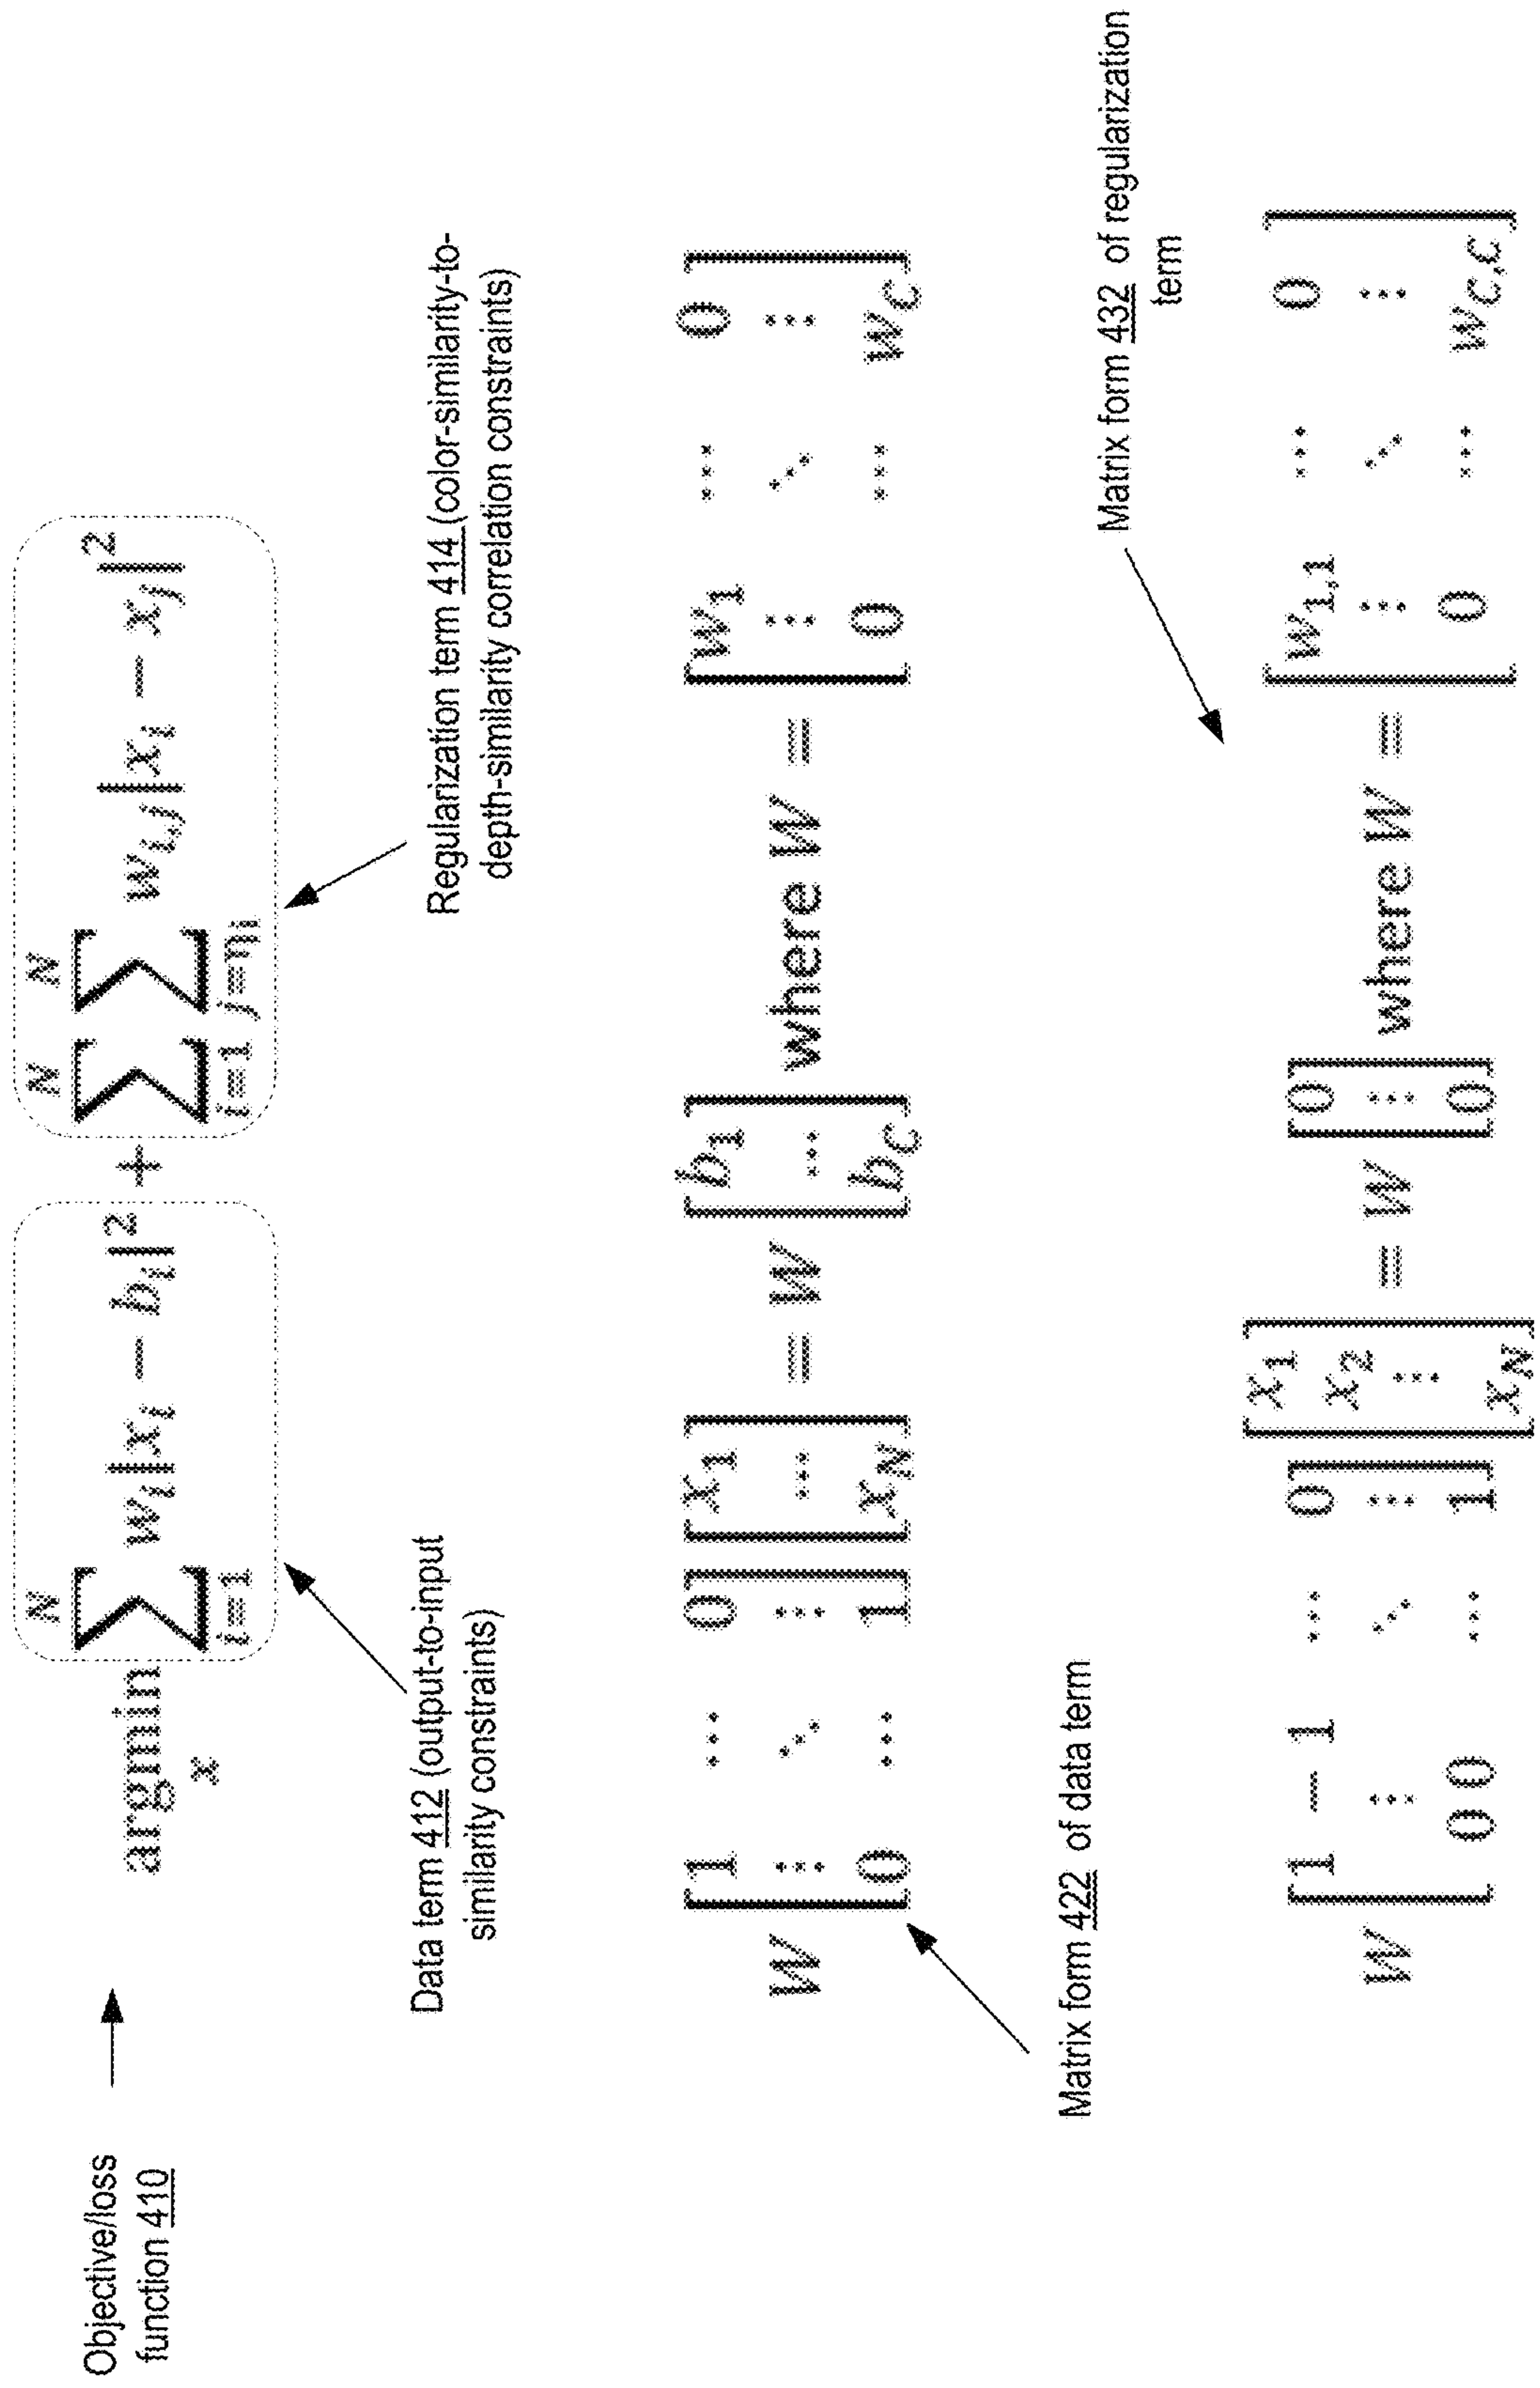 Objective/loss
function 410
argmin
x
N
∑ w_i|x_i − b_i|^2 + ∑ ∑ w_{i,j}|x_i − x_j|^2
i=1
N
i=1
N
j=η_i
Data term 412 (output-to-input
similarity constraints)
Regularization term 414 (color-similarity-to-
depth-similarity correlation constraints)
W [1 ⋯ 0; ⋮ ⋱ ⋮; 0 ⋯ 1] [x_1; ⋯; x_N] = W [b_1; ⋯; b_C] where W = [w_1 ⋯ 0; ⋮ ⋱ ⋮; 0 ⋯ w_C]
Matrix form 422 of data term
Matrix form 432 of regularization
term
W [1 − 1 ⋯ 0; ⋮ ⋱ ⋮; 0 0 ⋯ 1] [x_1; x_2; ⋮; x_N] = W [0; ⋮; 0] where W = [w_{1,1} ⋯ 0; ⋮ ⋱ ⋮; 0 ⋯ w_{C,C}]